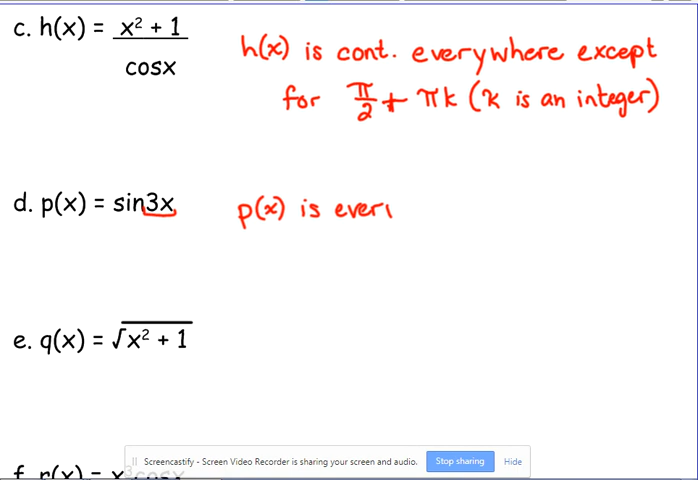 c. h(x) = x² + 1 / cosx
h(x) is cont. everywhere except
for π/2 + πk (k is an integer)
d. p(x) = sin3x
p(x) is ever
e. q(x) = √x² + 1
Screencastify - Screen Video Recorder is sharing your screen and audio. Stop sharing Hide